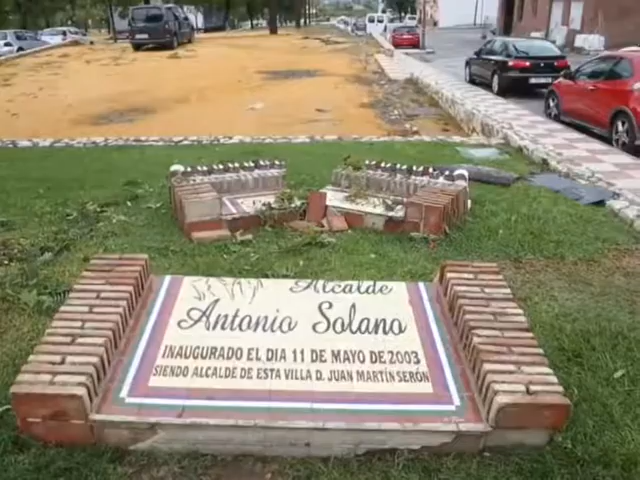 Alcalde
Antonio Solano
INAUGURADO EL DIA 11 DE MAYO DE 2003
SIENDO ALCALDE DE ESTA VILLA D. JUAN MARTÍN SERÓN